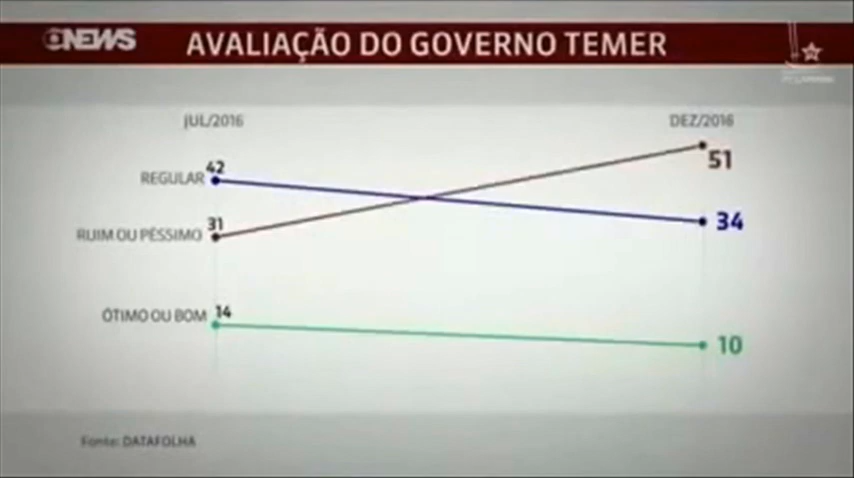 GNEWS
AVALIAÇÃO DO GOVERNO TEMER
JUL/2016
DEZ/2016
REGULAR 42
34
RUIM OU PÉSSIMO 31
51
ÓTIMO OU BOM 14
10
Fonte: DATAFOLHA